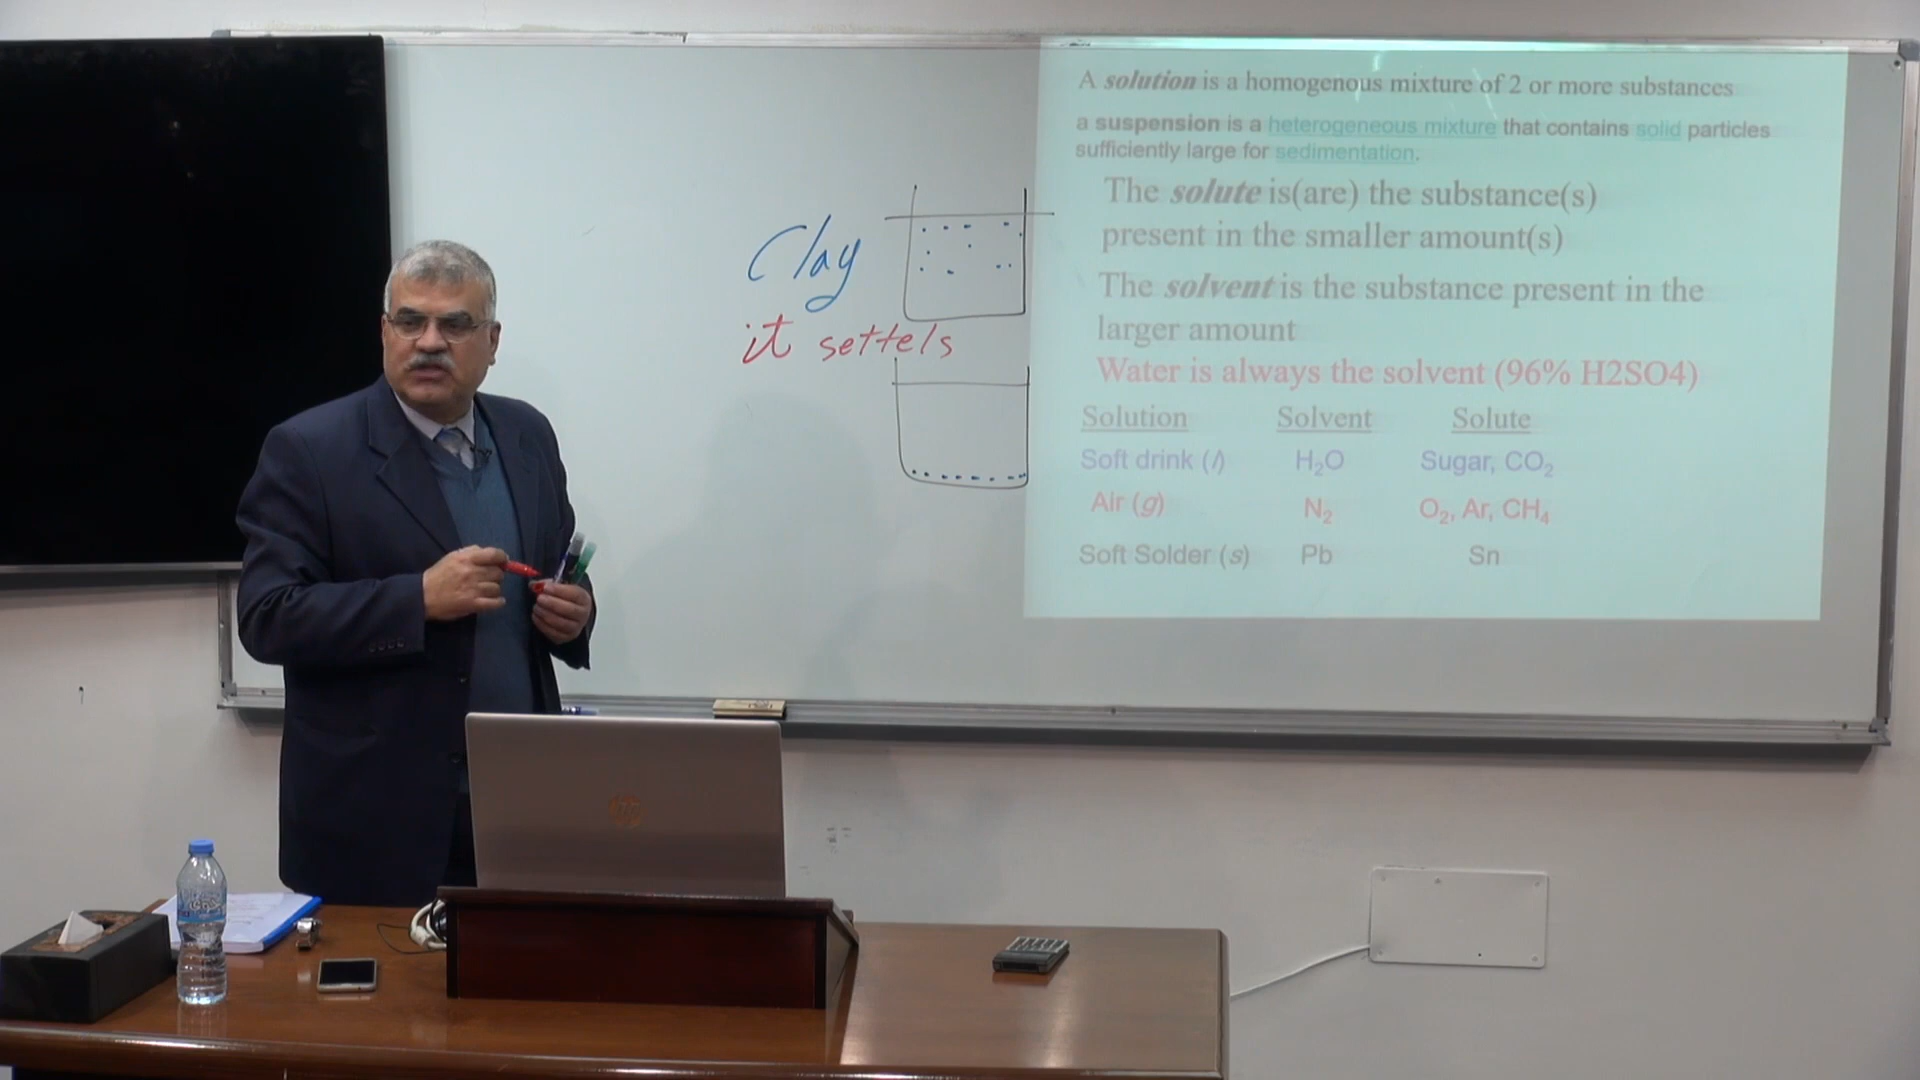 A solution is a homogenous mixture of 2 or more substances
a suspension is a heterogeneous mixture that contains solid particles
sufficiently large for sedimentation.
The solute is(are) the substance(s)
present in the smaller amount(s)
The solvent is the substance present in the
larger amount
Water is always the solvent (96% H2SO4)
Solution Solvent Solute
Soft drink (l) H₂O Sugar, CO₂
Air (g) N₂ O₂, Ar, CH₄
Soft Solder (s) Pb Sn
Clay
it settels
hp